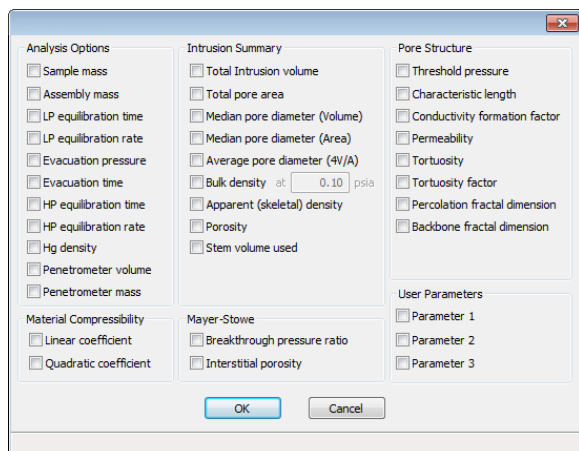 Analysis Options
Sample mass
Assembly mass
LP equilibration time
LP equilibration rate
Evacuation pressure
Evacuation time
HP equilibration time
HP equilibration rate
Hg density
Penetrometer volume
Penetrometer mass
Material Compressibility
Linear coefficient
Quadratic coefficient
Intrusion Summary
Total Intrusion volume
Total pore area
Median pore diameter (Volume)
Median pore diameter (Area)
Average pore diameter (4V/A)
Bulk density at 0.10 psia
Apparent (skeletal) density
Porosity
Stem volume used
Mayer-Stowe
Breakthrough pressure ratio
Interstitial porosity
Pore Structure
Threshold pressure
Characteristic length
Conductivity formation factor
Permeability
Tortuosity
Tortuosity factor
Percolation fractal dimension
Backbone fractal dimension
User Parameters
Parameter 1
Parameter 2
Parameter 3
OK
Cancel